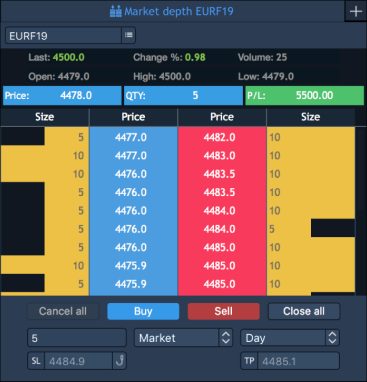 Market depth EURF19
EURF19
Last: 4500.0 Change %: 0.98 Volume: 25
Open: 4479.0 High: 4500.0 Low: 4479.0
Price: 4478.0 QTY: 5 P/L: 5500.00
Size Price Price Size
5 4477.0 4482.0 10
10 4477.0 4483.5 10
10 4476.0 4483.5 10
5 4476.0 4483.5 10
5 4476.0 4484.0 10
5 4476.0 4484.0 5
5 4476.0 4485.0 10
10 4475.9 4485.0 10
5 4475.9 4485.0 10
Cancel all Buy Sell Close all
5 Market Day
SL 4484.9 TP 4485.1